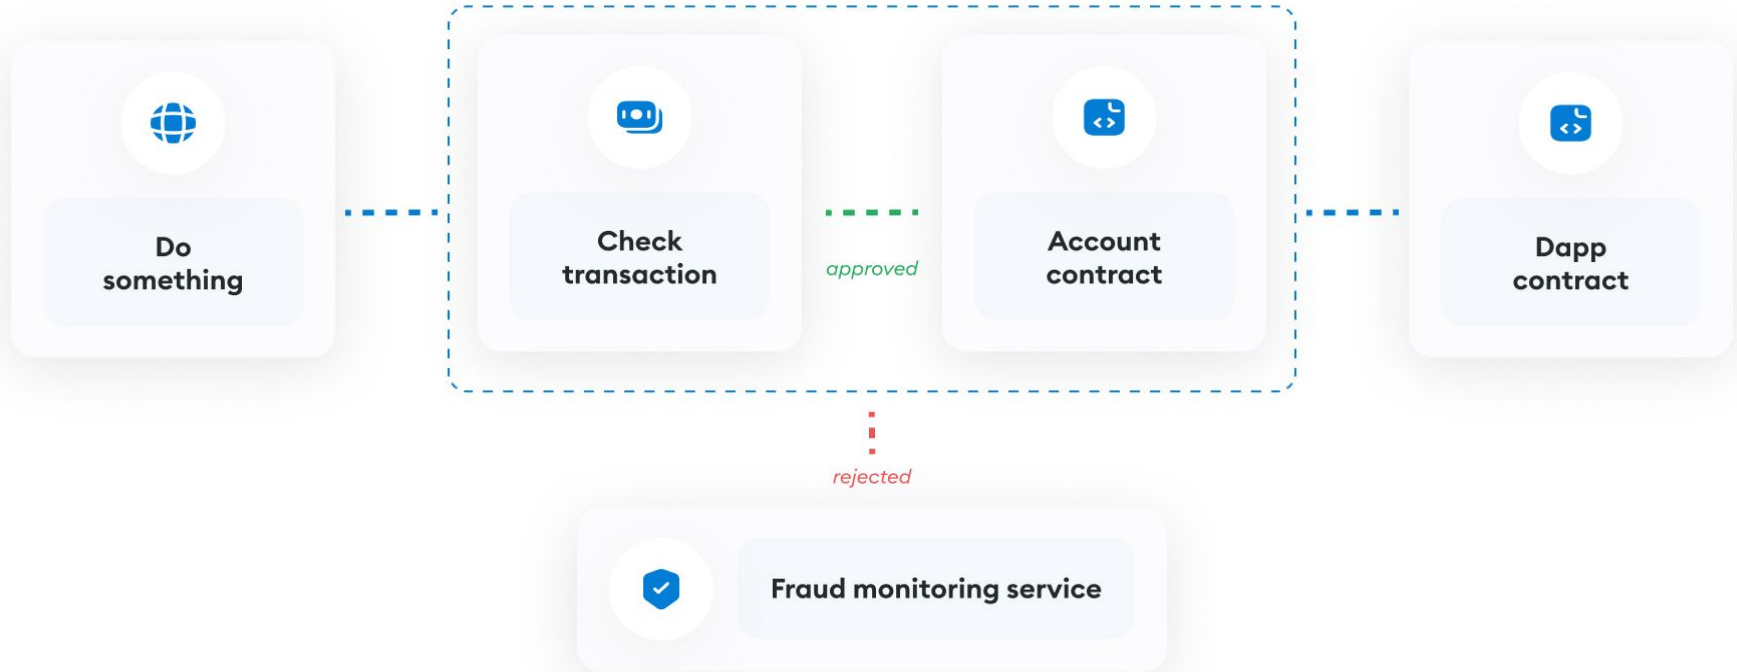 Do
something
Check
transaction
approved
Account
contract
Dapp
contract
rejected
Fraud monitoring service